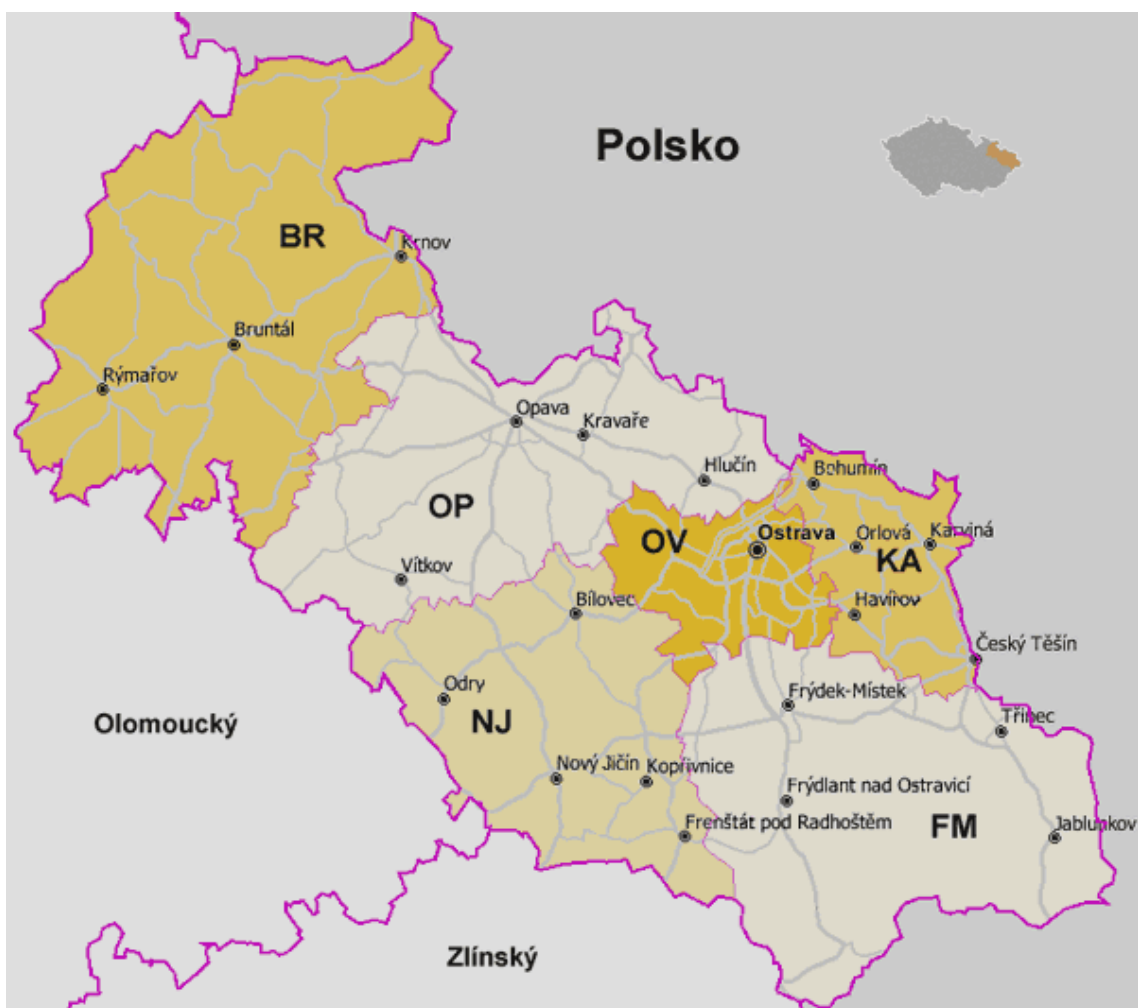 Polsko
BR
Krnov
Bruntál
Rýmařov
Opava
Kravaře
Hlučín
Bohumín
OP
OV
Ostrava
Orlová
Karviná
KA
Vítkov
Bílovec
Havířov
Český Těšín
Odry
Frýdek-Místek
Olomoucký
NJ
Třinec
Nový Jičín
Kopřivnice
Frýdlant nad Ostravicí
Frenštát pod Radhoštěm
FM
Jablunkov
Zlínský